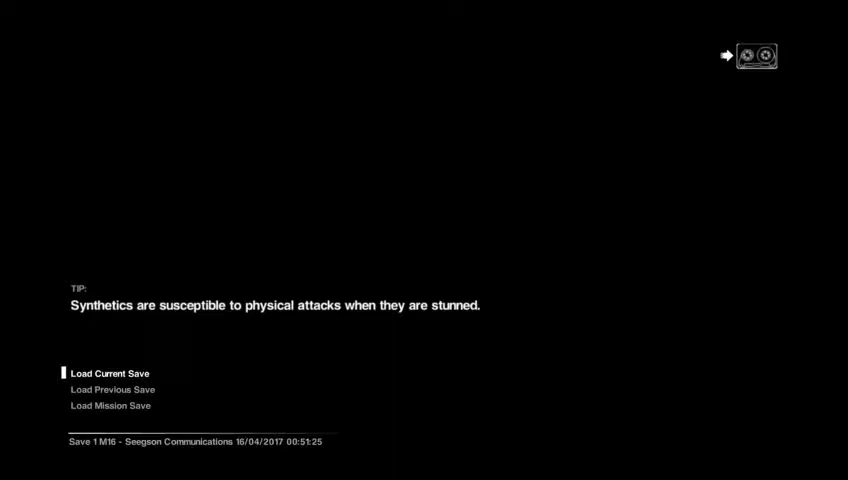 TIP:
Synthetics are susceptible to physical attacks when they are stunned.
Load Current Save
Load Previous Save
Load Mission Save
Save 1 M16 - Seegson Communications 16/04/2017 00:51:25